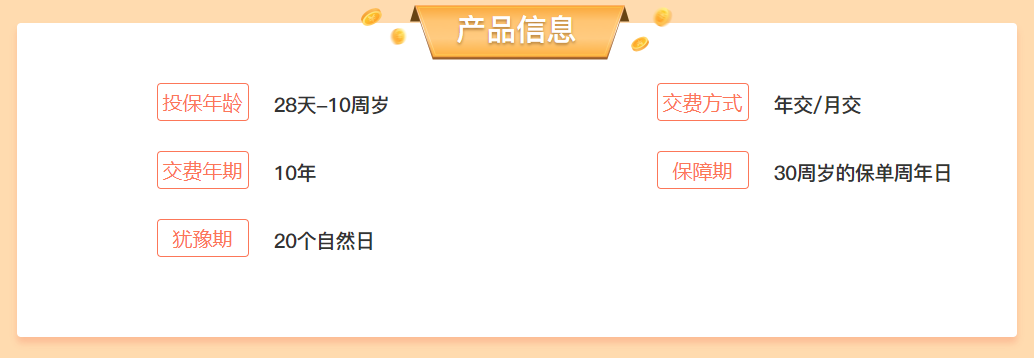 产品信息
投保年龄 28天-10周岁 交费方式 年交/月交
交费年期 10年 保障期 30周岁的保单周年日
犹豫期 20个自然日